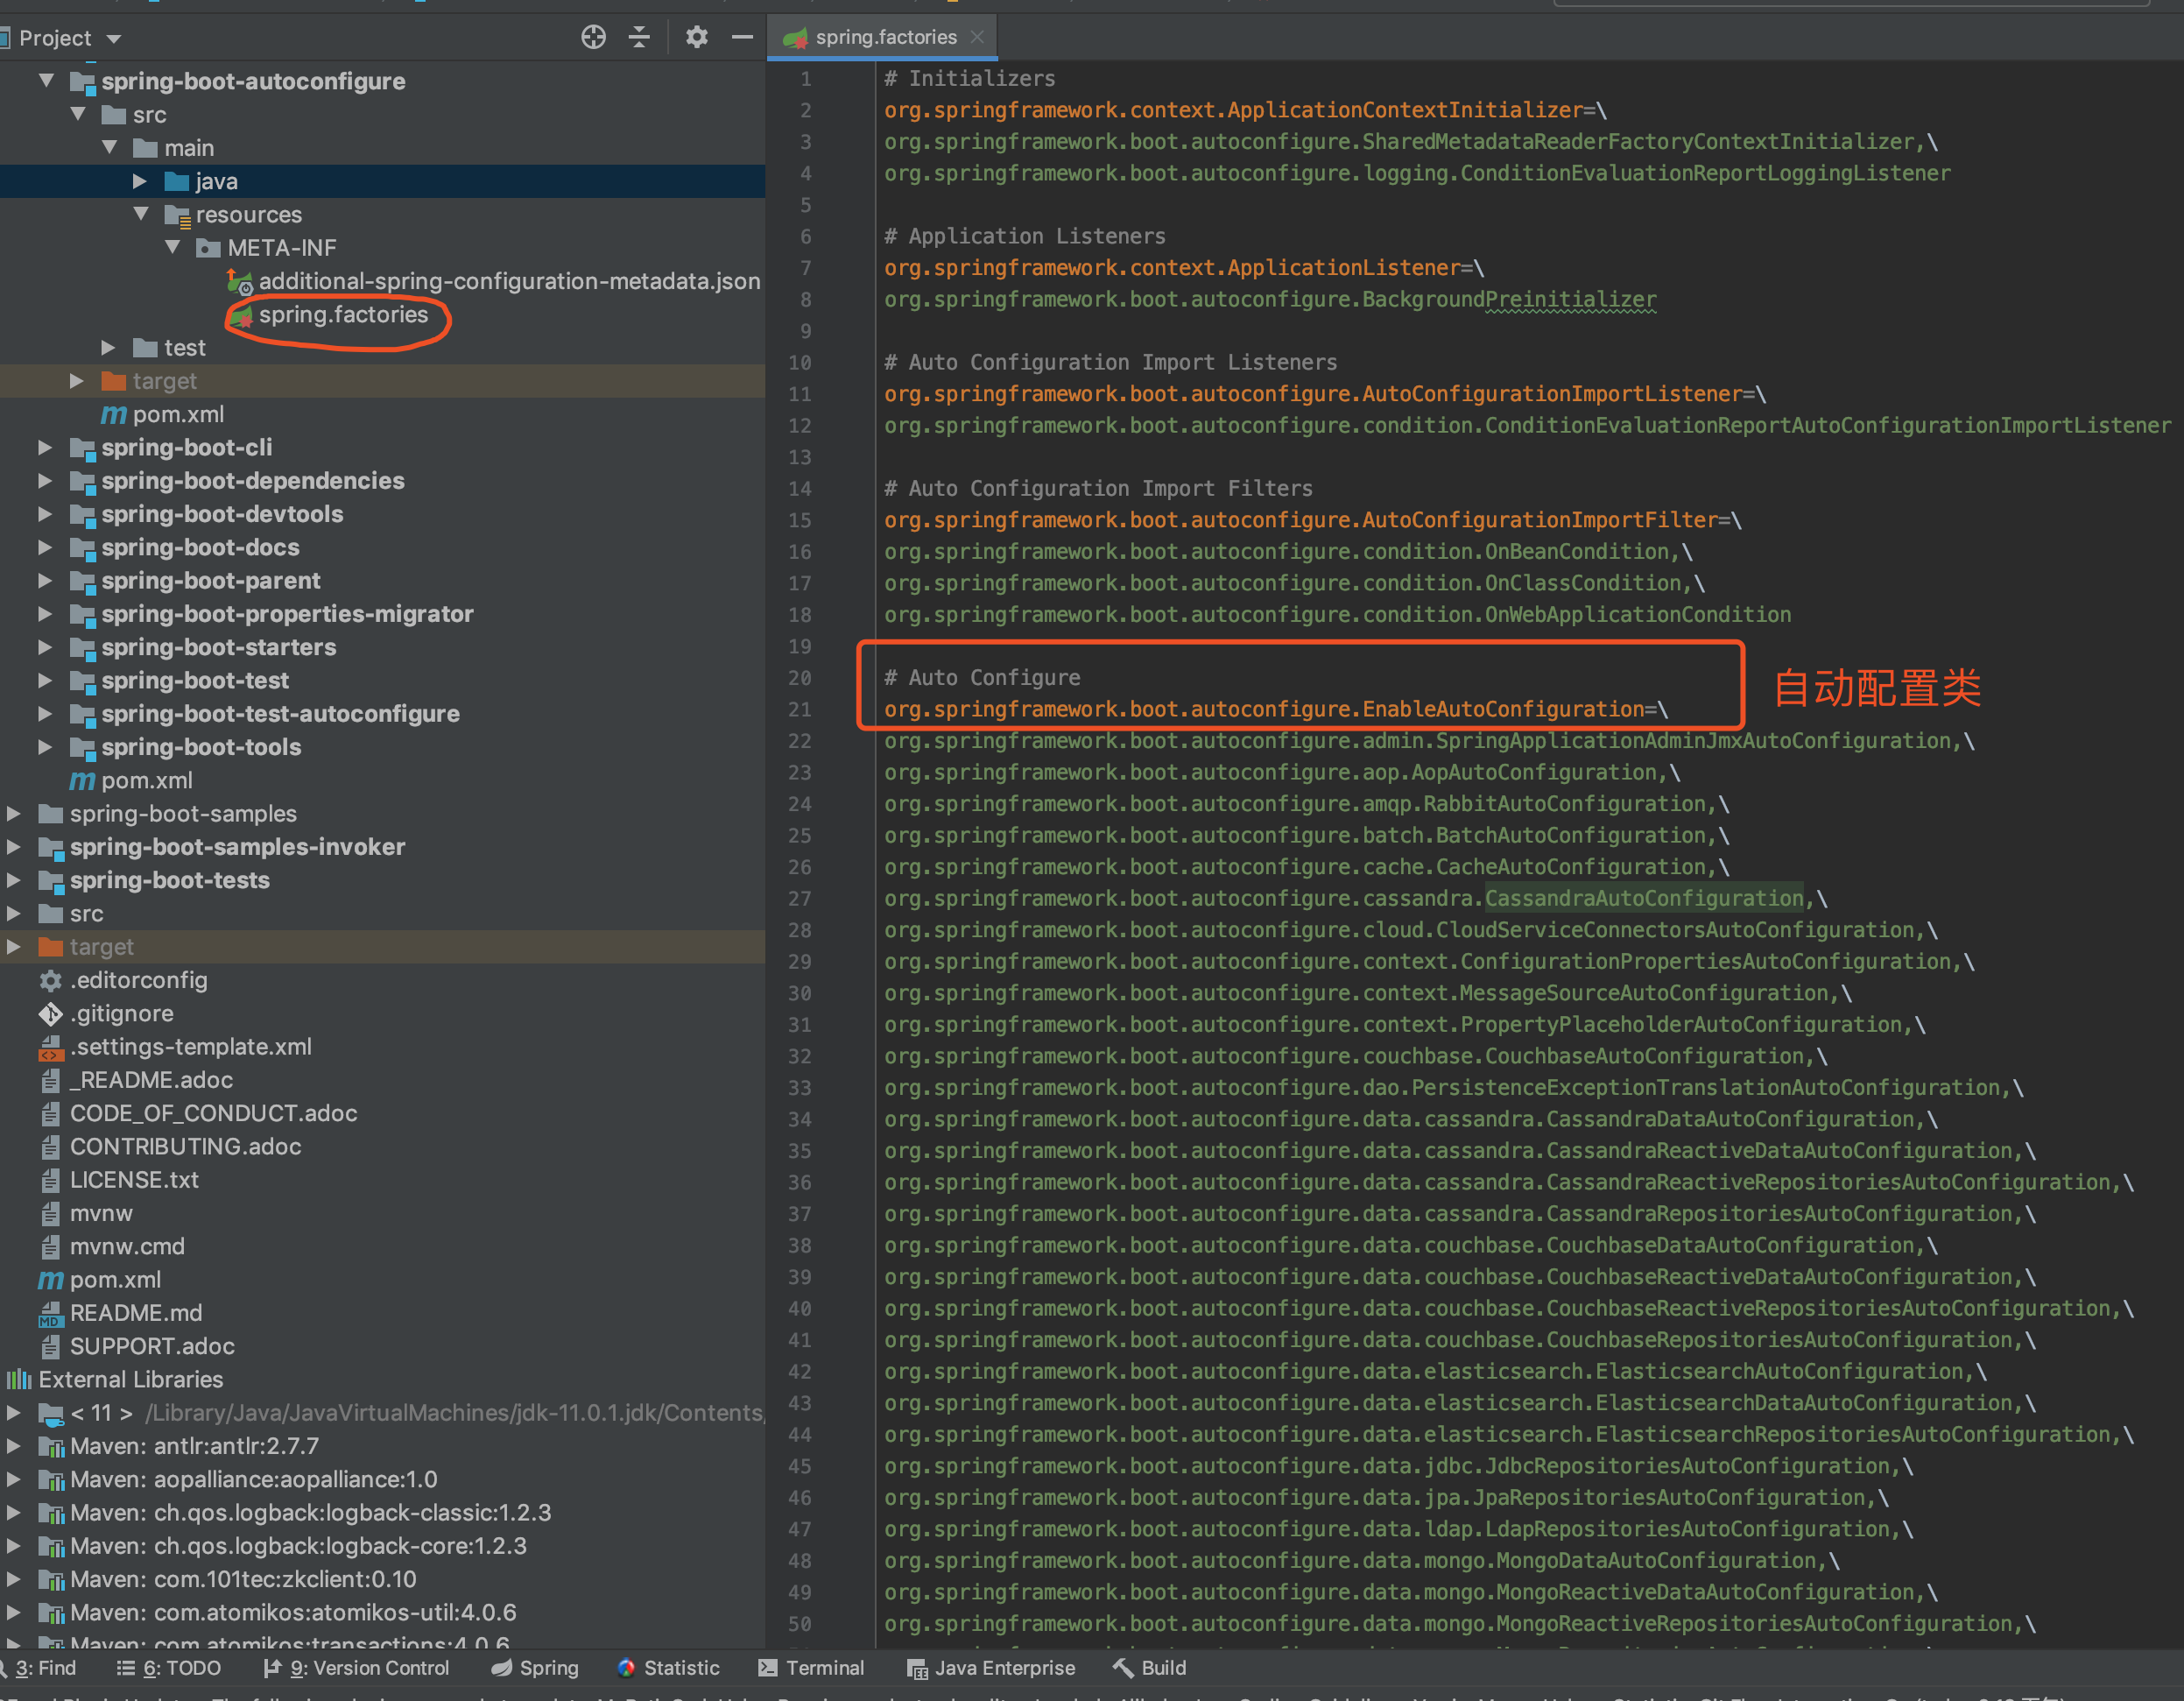 Project
spring-boot-autoconfigure
src
main
java
resources
META-INF
additional-spring-configuration-metadata.json
spring.factories
test
target
pom.xml
spring-boot-cli
spring-boot-dependencies
spring-boot-devtools
spring-boot-docs
spring-boot-parent
spring-boot-properties-migrator
spring-boot-starters
spring-boot-test
spring-boot-test-autoconfigure
spring-boot-tools
pom.xml
spring-boot-samples
spring-boot-samples-invoker
spring-boot-tests
src
target
.editorconfig
.gitignore
.settings-template.xml
_README.adoc
CODE_OF_CONDUCT.adoc
CONTRIBUTING.adoc
LICENSE.txt
mvnw
mvnw.cmd
pom.xml
README.md
SUPPORT.adoc
External Libraries
< 11 > /Library/Java/JavaVirtualMachines/jdk-11.0.1.jdk/Contents/
Maven: antlr:antlr:2.7.7
Maven: aopalliance:aopalliance:1.0
Maven: ch.qos.logback:logback-classic:1.2.3
Maven: ch.qos.logback:logback-core:1.2.3
Maven: com.101tec:zkclient:0.10
Maven: com.atomikos:atomikos-util:4.0.6
Maven: com.atomikos:transactions:4.0.6
spring.factories
1 # Initializers
2 org.springframework.context.ApplicationContextInitializer=\
3 org.springframework.boot.autoconfigure.SharedMetadataReaderFactoryContextInitializer,\
4 org.springframework.boot.autoconfigure.logging.ConditionEvaluationReportLoggingListener
5
6 # Application Listeners
7 org.springframework.context.ApplicationListener=\
8 org.springframework.boot.autoconfigure.BackgroundPreinitializer
9
10 # Auto Configuration Import Listeners
11 org.springframework.boot.autoconfigure.AutoConfigurationImportListener=\
12 org.springframework.boot.autoconfigure.condition.ConditionEvaluationReportAutoConfigurationImportListener
13
14 # Auto Configuration Import Filters
15 org.springframework.boot.autoconfigure.AutoConfigurationImportFilter=\
16 org.springframework.boot.autoconfigure.condition.OnBeanCondition,\
17 org.springframework.boot.autoconfigure.condition.OnClassCondition,\
18 org.springframework.boot.autoconfigure.condition.OnWebApplicationCondition
19
20 # Auto Configure
自动配置类
21 org.springframework.boot.autoconfigure.EnableAutoConfiguration=\
22 org.springframework.boot.autoconfigure.admin.SpringApplicationAdminJmxAutoConfiguration,\
23 org.springframework.boot.autoconfigure.aop.AopAutoConfiguration,\
24 org.springframework.boot.autoconfigure.amqp.RabbitAutoConfiguration,\
25 org.springframework.boot.autoconfigure.batch.BatchAutoConfiguration,\
26 org.springframework.boot.autoconfigure.cache.CacheAutoConfiguration,\
27 org.springframework.boot.autoconfigure.cassandra.CassandraAutoConfiguration,\
28 org.springframework.boot.autoconfigure.cloud.CloudServiceConnectorsAutoConfiguration,\
29 org.springframework.boot.autoconfigure.context.ConfigurationPropertiesAutoConfiguration,\
30 org.springframework.boot.autoconfigure.context.MessageSourceAutoConfiguration,\
31 org.springframework.boot.autoconfigure.context.PropertyPlaceholderAutoConfiguration,\
32 org.springframework.boot.autoconfigure.couchbase.CouchbaseAutoConfiguration,\
33 org.springframework.boot.autoconfigure.dao.PersistenceExceptionTranslationAutoConfiguration,\
34 org.springframework.boot.autoconfigure.data.cassandra.CassandraDataAutoConfiguration,\
35 org.springframework.boot.autoconfigure.data.cassandra.CassandraReactiveDataAutoConfiguration,\
36 org.springframework.boot.autoconfigure.data.cassandra.CassandraReactiveRepositoriesAutoConfiguration,\
37 org.springframework.boot.autoconfigure.data.cassandra.CassandraRepositoriesAutoConfiguration,\
38 org.springframework.boot.autoconfigure.data.couchbase.CouchbaseDataAutoConfiguration,\
39 org.springframework.boot.autoconfigure.data.couchbase.CouchbaseReactiveDataAutoConfiguration,\
40 org.springframework.boot.autoconfigure.data.couchbase.CouchbaseReactiveRepositoriesAutoConfiguration,\
41 org.springframework.boot.autoconfigure.data.couchbase.CouchbaseRepositoriesAutoConfiguration,\
42 org.springframework.boot.autoconfigure.data.elasticsearch.ElasticsearchAutoConfiguration,\
43 org.springframework.boot.autoconfigure.data.elasticsearch.ElasticsearchDataAutoConfiguration,\
44 org.springframework.boot.autoconfigure.data.elasticsearch.ElasticsearchRepositoriesAutoConfiguration,\
45 org.springframework.boot.autoconfigure.data.jdbc.JdbcRepositoriesAutoConfiguration,\
46 org.springframework.boot.autoconfigure.data.jpa.JpaRepositoriesAutoConfiguration,\
47 org.springframework.boot.autoconfigure.data.ldap.LdapRepositoriesAutoConfiguration,\
48 org.springframework.boot.autoconfigure.data.mongo.MongoDataAutoConfiguration,\
49 org.springframework.boot.autoconfigure.data.mongo.MongoReactiveDataAutoConfiguration,\
50 org.springframework.boot.autoconfigure.data.mongo.MongoReactiveRepositoriesAutoConfiguration,\
3: Find 6: TODO 9: Version Control Spring Statistic Terminal Java Enterprise Build